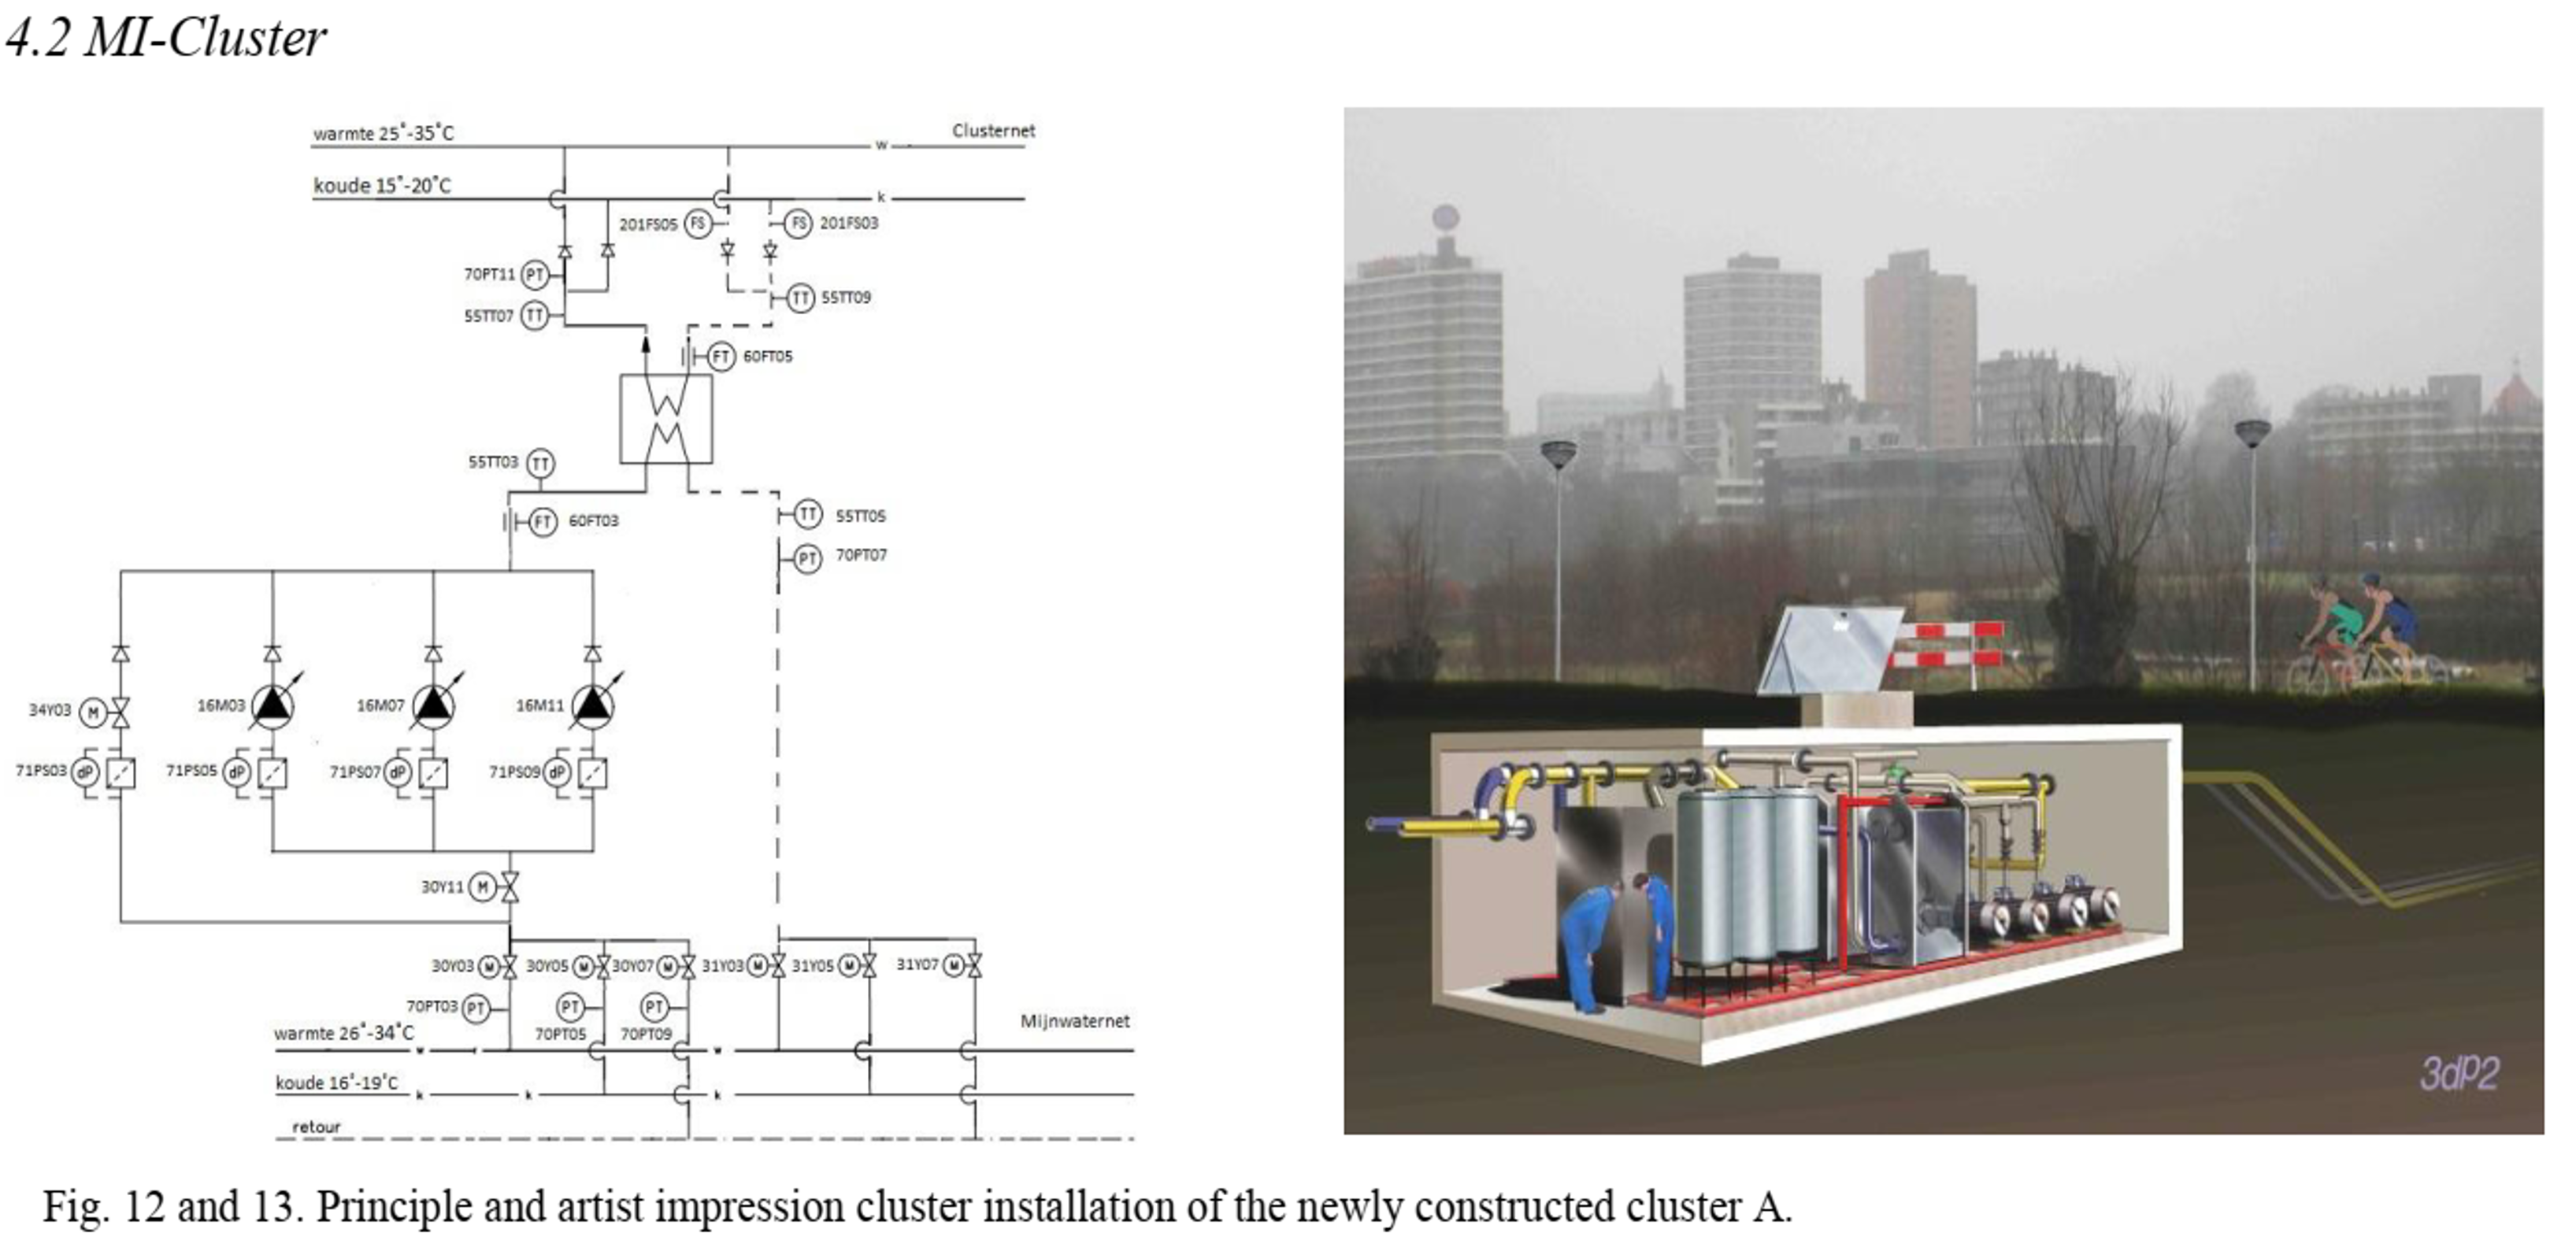 4.2 MI-Cluster
warmte 25°-35°C
Clusternet
w
koude 15°-20°C
k
201FS05 FS
FS 201FS03
70PT11 PT
TT 55TT09
55TT07 TT
FT 60FT05
55TT03 TT
FT 60FT03
TT 55TT05
PT 70PT07
34Y03 M
16M03
16M07
16M11
71PS03 dP
71PS05 dP
71PS07 dP
71PS09 dP
30Y11 M
30Y03 M
30Y05 M
30Y07 M
31Y03 M
31Y05 M
31Y07 M
70PT03 PT
PT
PT
70PT05
70PT09
Mijnwaternet
warmte 26°-34°C
w
w
koude 16°-19°C
k
k
k
retour
3dP2
Fig. 12 and 13. Principle and artist impression cluster installation of the newly constructed cluster A.